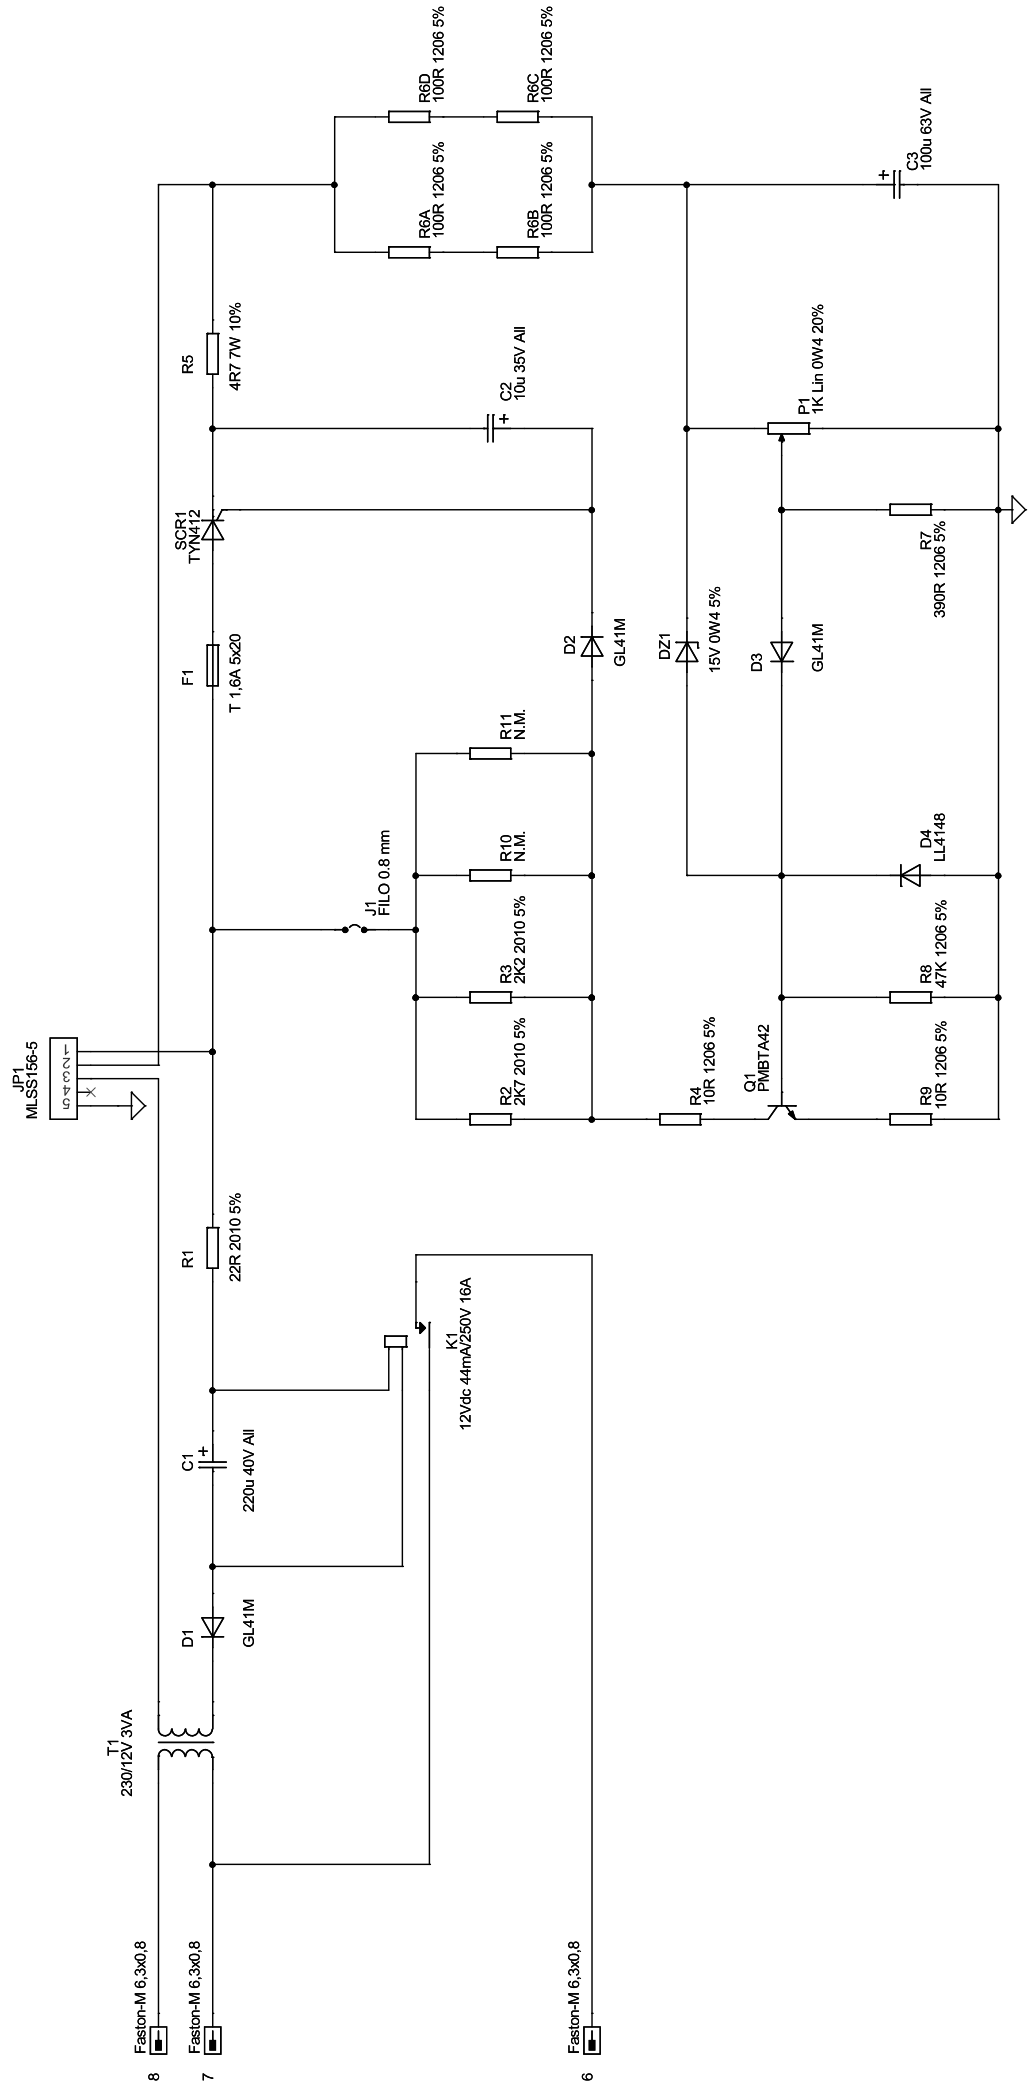 JP1
MLSS156-5
5 4 3 2 1
T1
230/12V 3VA
Faston-M 6,3x0,8
8
Faston-M 6,3x0,8
7
Faston-M 6,3x0,8
6
D1
GL41M
C1
+
220u 40V All
R1
22R 2010 5%
K1
12Vdc 44mA/250V 16A
F1
T 1,6A 5x20
SCR1
TYN412
R5
4R7 7W 10%
J1
FILO 0.8 mm
R2
2K7 2010 5%
R3
2K2 2010 5%
R10
N.M.
R11
N.M.
C2
10u 35V All
+
D2
GL41M
R6A
100R 1206 5%
R6B
100R 1206 5%
R6D
100R 1206 5%
R6C
100R 1206 5%
R4
10R 1206 5%
Q1
PMBTA42
DZ1
15V 0W4 5%
D3
GL41M
P1
1K Lin 0W4 20%
R9
10R 1206 5%
R8
47K 1206 5%
D4
LL4148
R7
390R 1206 5%
C3
100u 63V All
+